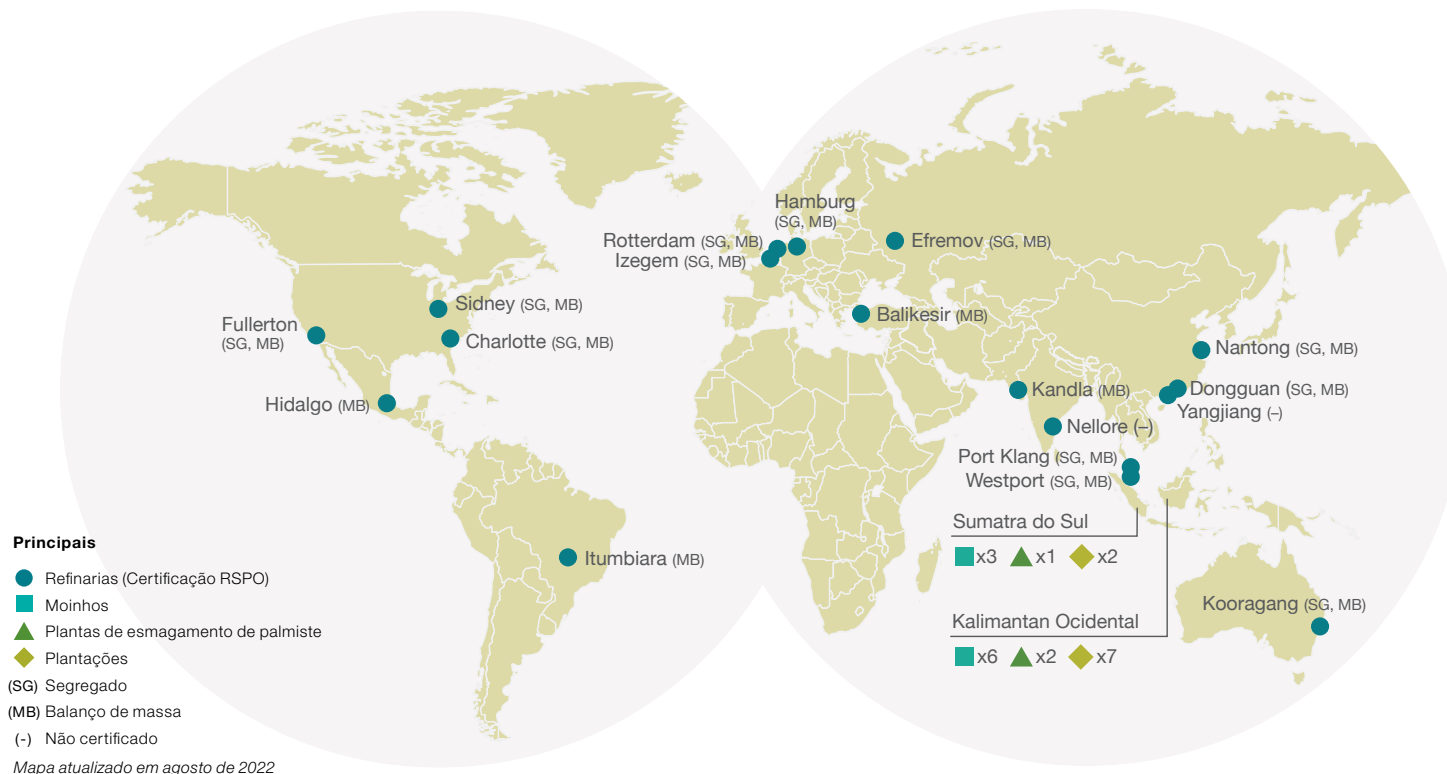 Hamburg
(SG, MB)
Rotterdam (SG, MB)
Izegem (SG, MB)
Efremov (SG, MB)
Sidney (SG, MB)
Balikesir (MB)
Fullerton
(SG, MB)
Charlotte (SG, MB)
Nantong (SG, MB)
Hidalgo (MB)
Kandla (MB)
Dongguan (SG, MB)
Yangjiang (–)
Nellore (–)
Port Klang (SG, MB)
Westport (SG, MB)
Sumatra do Sul
x3 x1 x2
Itumbiara (MB)
Kooragang (SG, MB)
Kalimantan Ocidental
x6 x2 x7
Principais
Refinarias (Certificação RSPO)
Moinhos
Plantas de esmagamento de palmiste
Plantações
(SG) Segregado
(MB) Balanço de massa
(-) Não certificado
Mapa atualizado em agosto de 2022